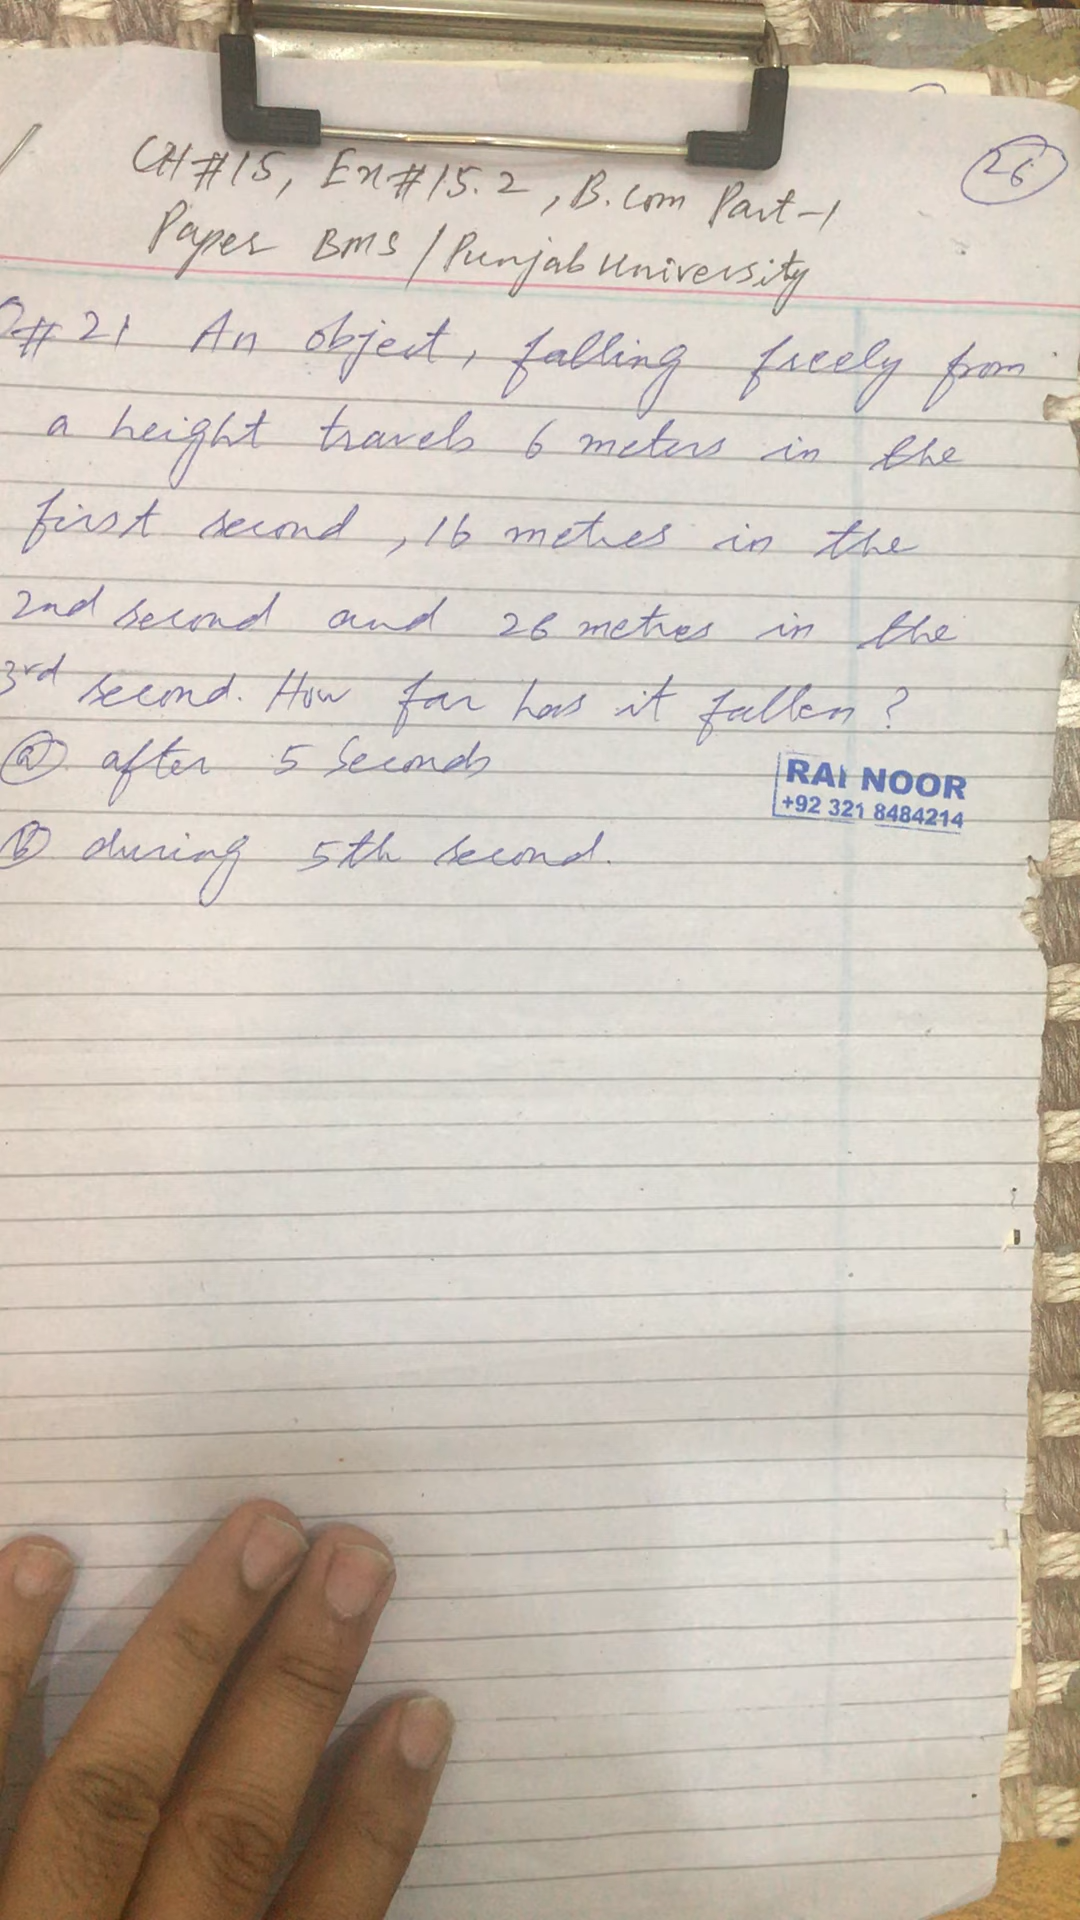 26
CH#15, Ex#15.2, B.Com Part-1
Paper BMS / Punjab University
Q#21 An object, falling freely from
a height travels 6 meters in the
first second, 16 metres in the
2nd second and 26 metres in the
3rd second. How far has it fallen?
(a) after 5 Seconds
RAI NOOR
+92 321 8484214
(b) during 5th second.